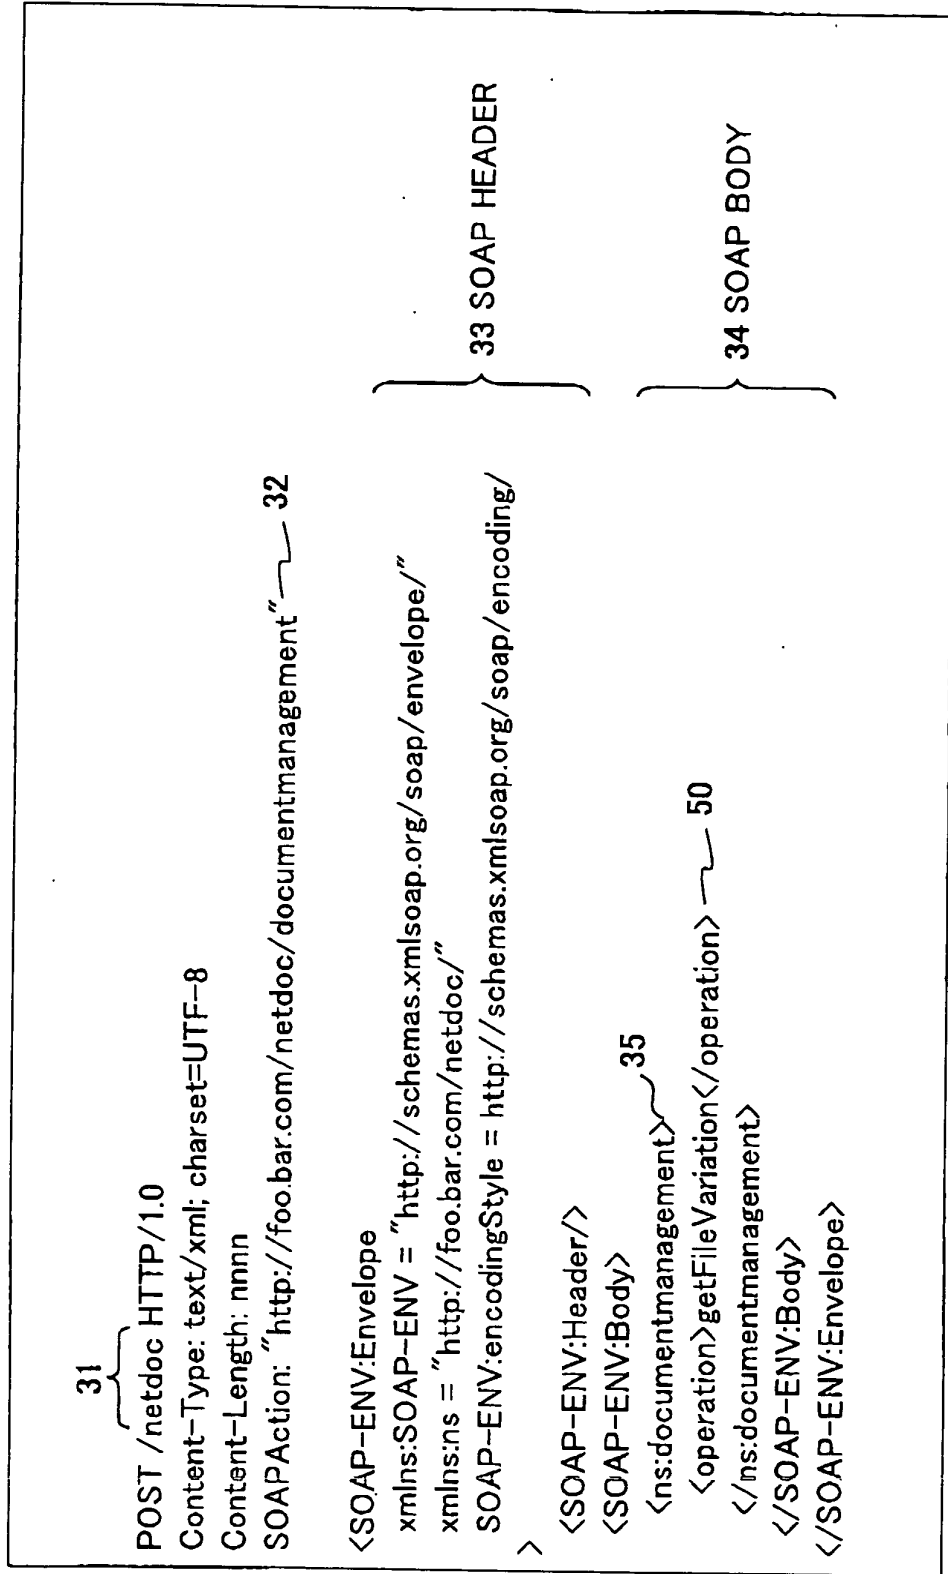 31
POST /netdoc HTTP/1.0
Content-Type: text/xml; charset=UTF-8
Content-Length: nnnn
SOAPAction: "http://foo.bar.com/netdoc/documentmanagement" 32
<SOAP-ENV:Envelope
xmlns:SOAP-ENV = "http://schemas.xmlsoap.org/soap/envelope/"
xmlns:ns = "http://foo.bar.com/netdoc/"
SOAP-ENV:encodingStyle = http://schemas.xmlsoap.org/soap/encoding/
>
33 SOAP HEADER
<SOAP-ENV:Header/>
<SOAP-ENV:Body>
<ns:documentmanagement> 35
<operation>getFileVariation</operation> 50
</ns:documentmanagement>
34 SOAP BODY
</SOAP-ENV:Body>
</SOAP-ENV:Envelope>